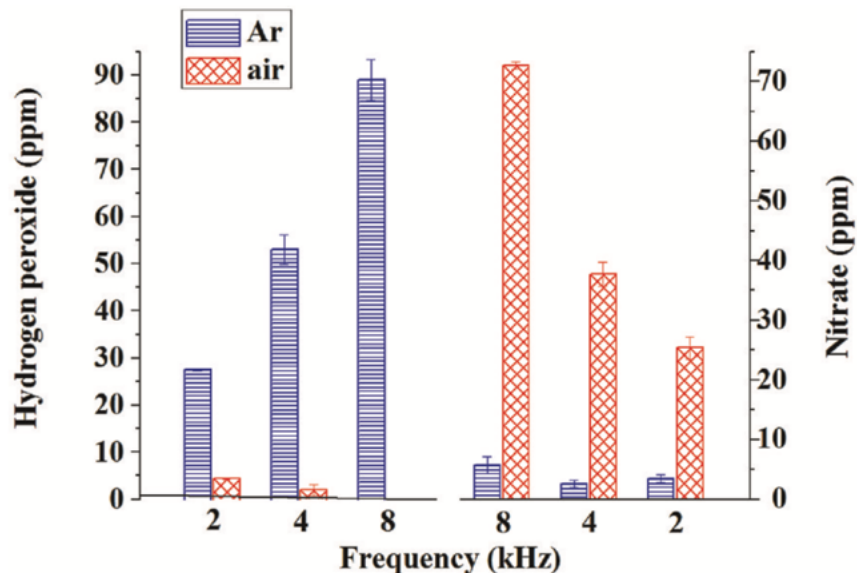 Ar
air
Hydrogen peroxide (ppm)
90
80
70
60
50
40
30
20
10
0
2 4 8
8 4 2
Frequency (kHz)
70
60
50
40
30
20
10
0
Nitrate (ppm)